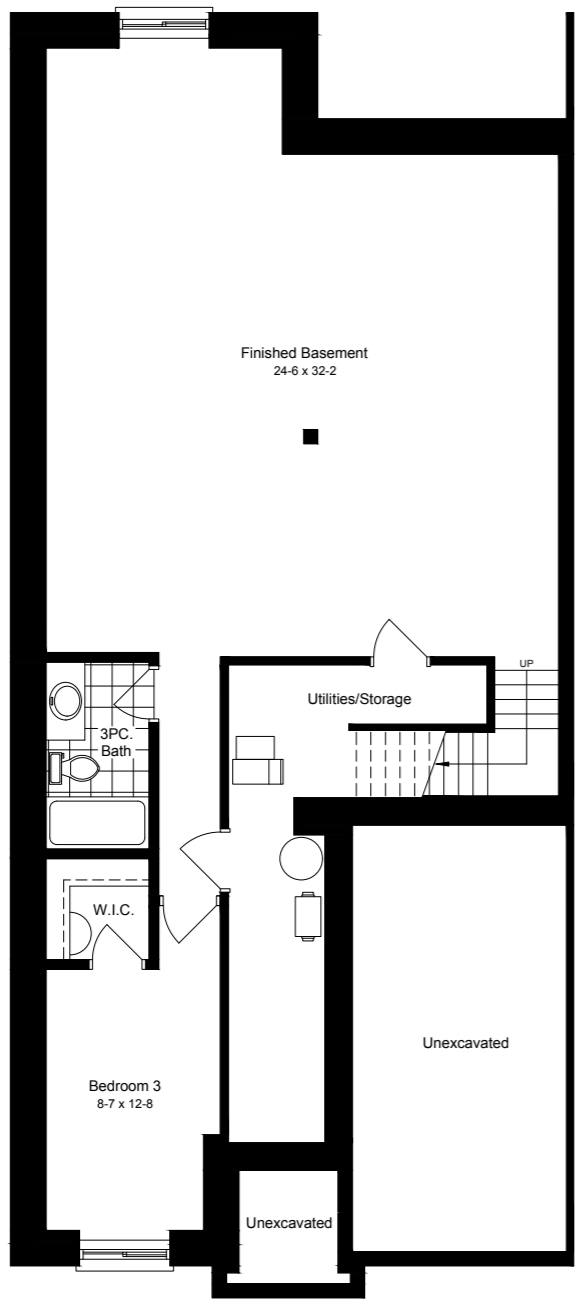 Finished Basement
24-6 x 32-2
UP
Utilities/Storage
3PC.
Bath
W.I.C.
Unexcavated
Bedroom 3
8-7 x 12-8
Unexcavated